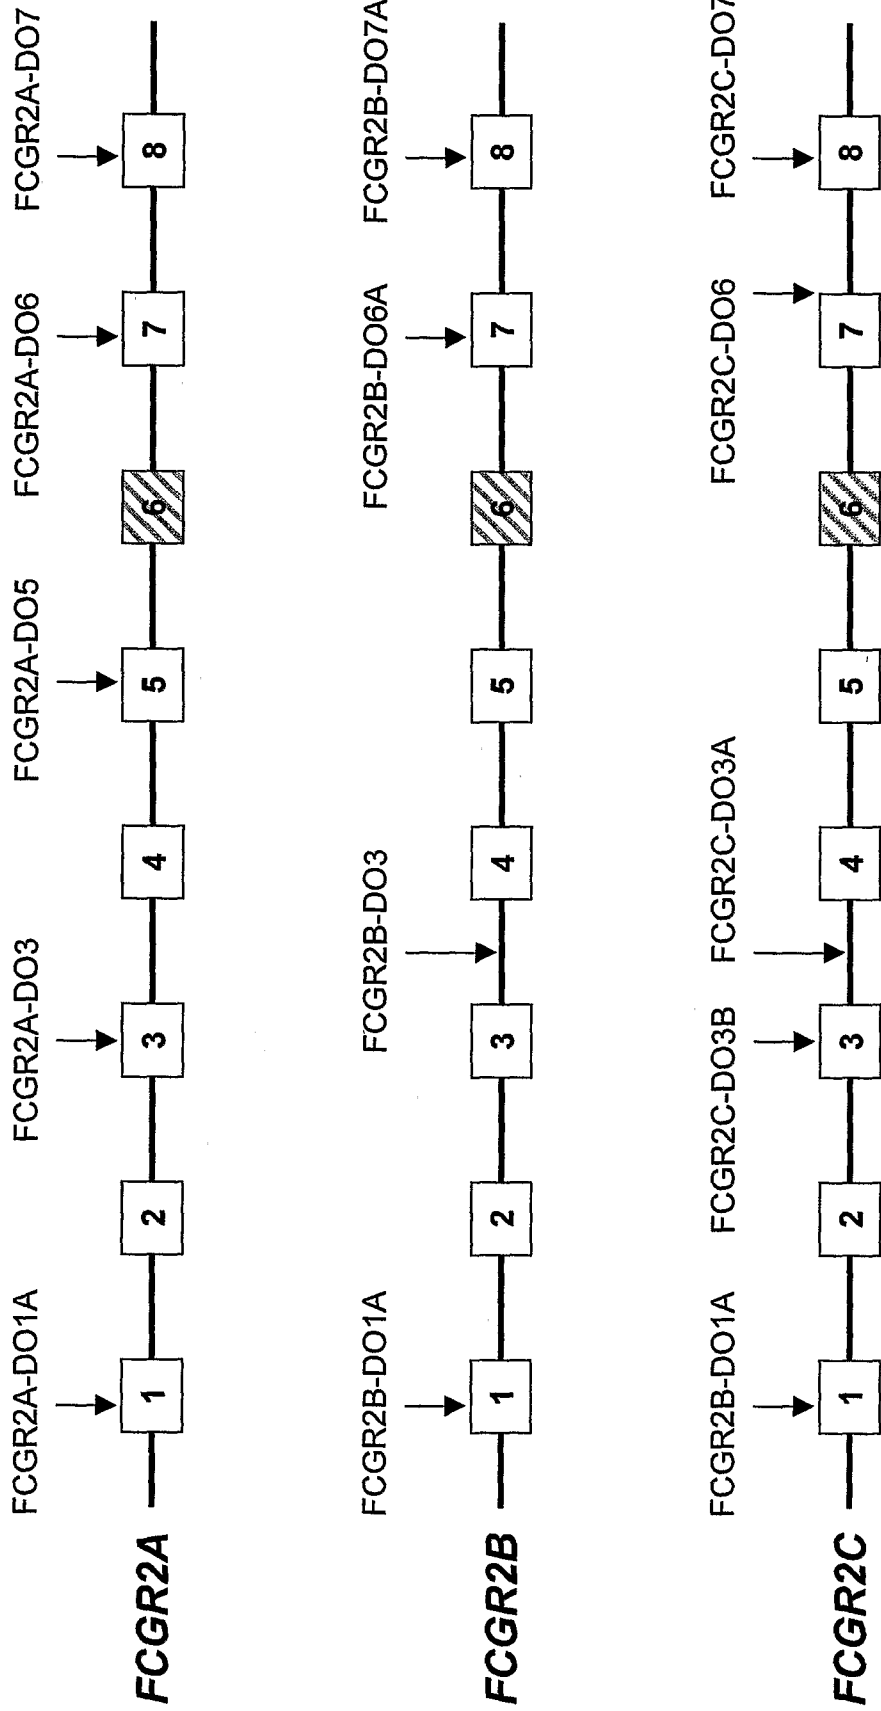 FCGR2A-DO1A FCGR2A-DO3 FCGR2A-DO5 FCGR2A-DO6 FCGR2A-DO7
FCGR2A 1 2 3 4 5 6 7 8
FCGR2B-DO1A FCGR2B-DO3 FCGR2B-DO6A FCGR2B-DO7A
FCGR2B 1 2 3 4 5 6 7 8
FCGR2B-DO1A FCGR2C-DO3B FCGR2C-DO3A FCGR2C-DO6 FCGR2C-DO7
FCGR2C 1 2 3 4 5 6 7 8